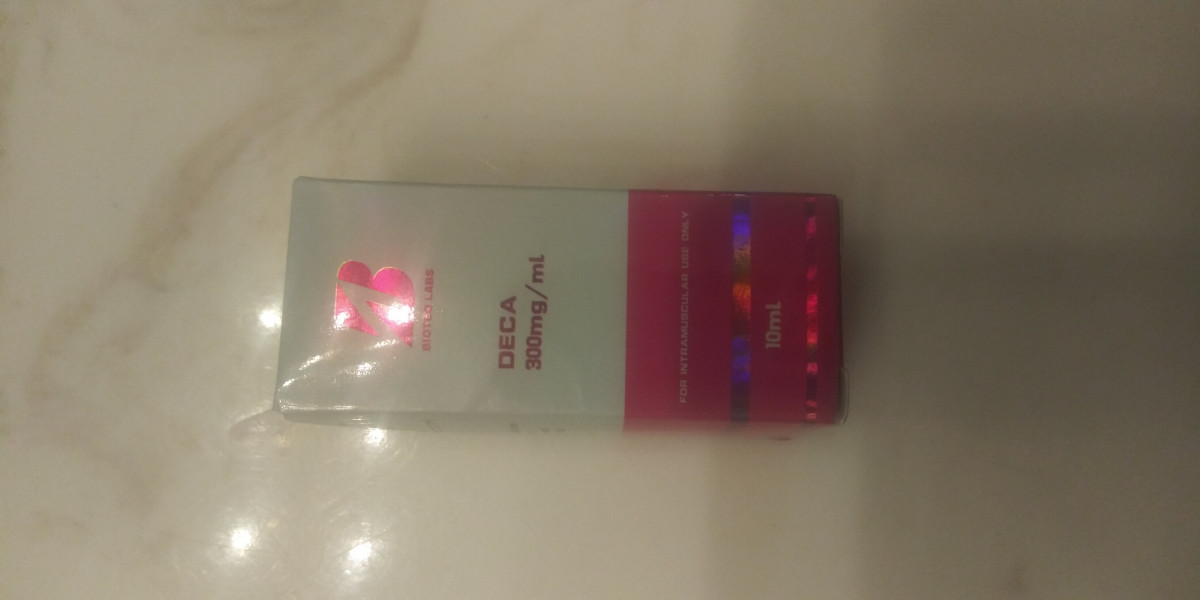 BIOTEQ LABS
DECA
300mg/mL
FOR INTRAMUSCULAR USE ONLY
10mL